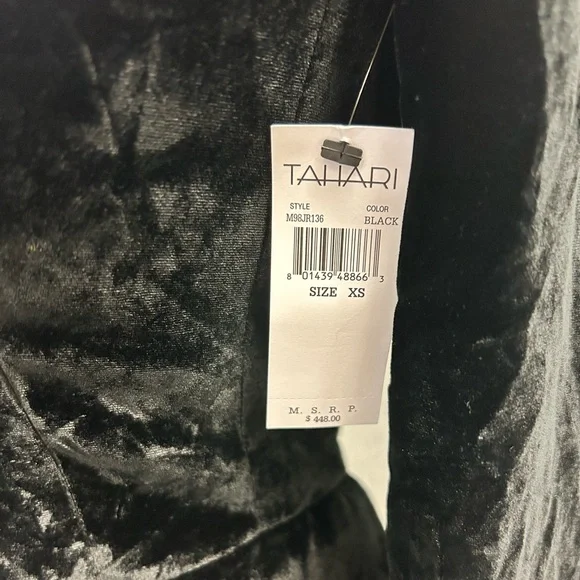 TAHARI
STYLE COLOR
M98JR136 BLACK
8 01439 48866 3
SIZE XS
M. S. R. P.
$ 448.00